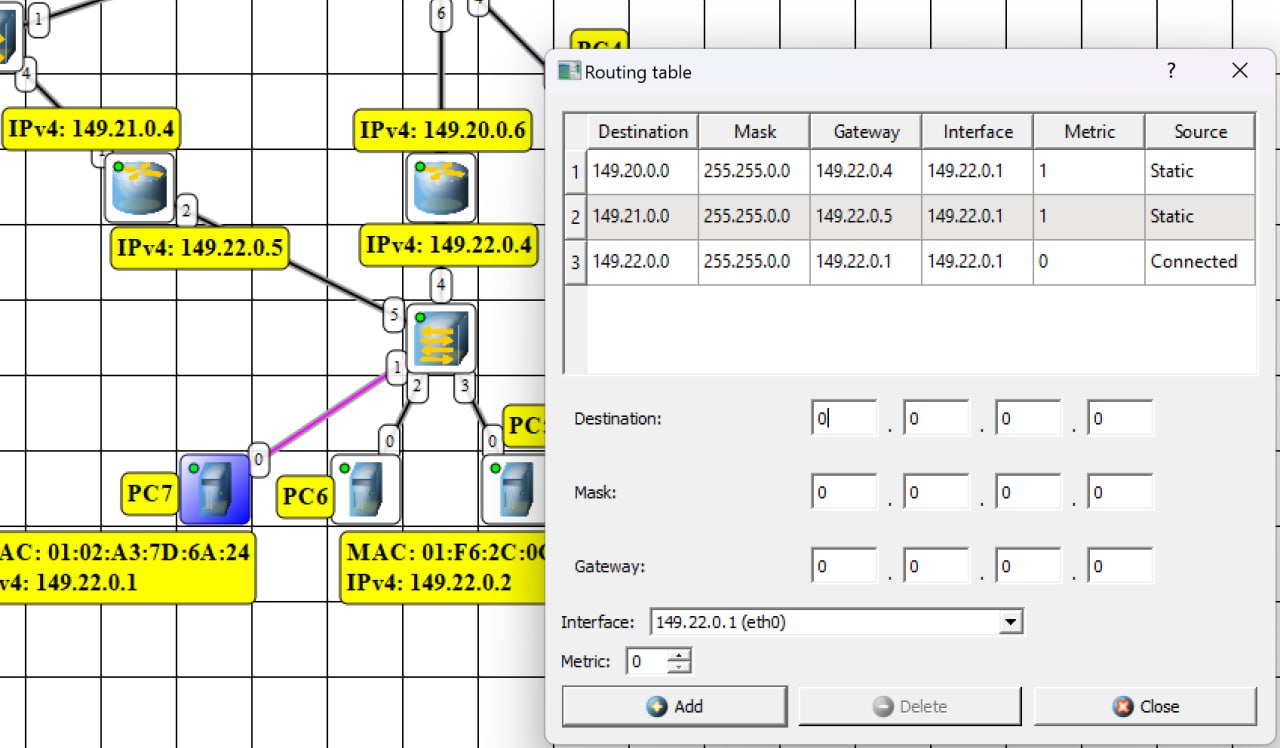 1
6
4
PC4
4
IPv4: 149.21.0.4
IPv4: 149.20.0.6
1
2
IPv4: 149.22.0.5
IPv4: 149.22.0.4
4
5
1
2
3
0
0
0
PC
PC7
PC6
AC: 01:02:A3:7D:6A:24
v4: 149.22.0.1
MAC: 01:F6:2C:0
IPv4: 149.22.0.2
Routing table
?
Destination Mask Gateway Interface Metric Source
1 149.20.0.0 255.255.0.0 149.22.0.4 149.22.0.1 1 Static
2 149.21.0.0 255.255.0.0 149.22.0.5 149.22.0.1 1 Static
3 149.22.0.0 255.255.0.0 149.22.0.1 149.22.0.1 0 Connected
Destination: 0 . 0 . 0 . 0
Mask: 0 . 0 . 0 . 0
Gateway: 0 . 0 . 0 . 0
Interface: 149.22.0.1 (eth0)
Metric: 0
Add Delete Close